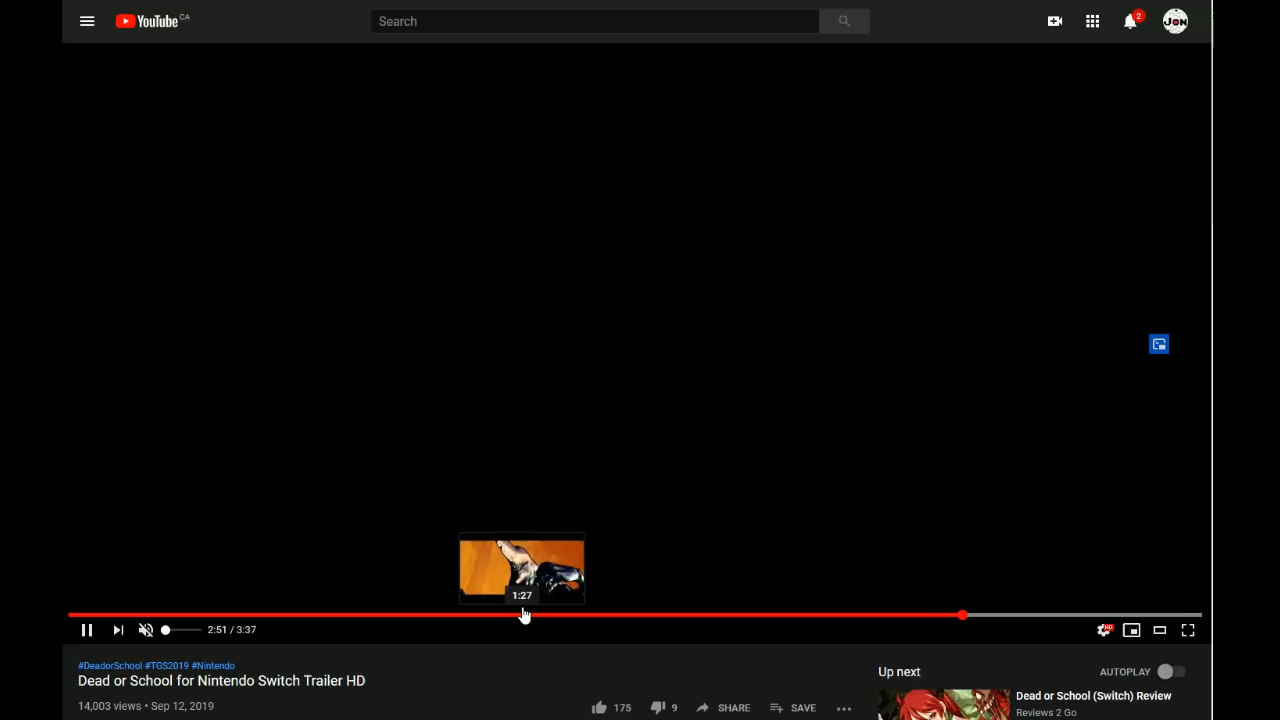 YouTube CA
Search
2
JON
1:27
2:51 / 3:37
HD
#DeadorSchool #TGS2019 #Nintendo
Dead or School for Nintendo Switch Trailer HD
14,003 views • Sep 12, 2019
175
9
SHARE
SAVE
Up next
AUTOPLAY
Dead or School (Switch) Review
Reviews 2 Go